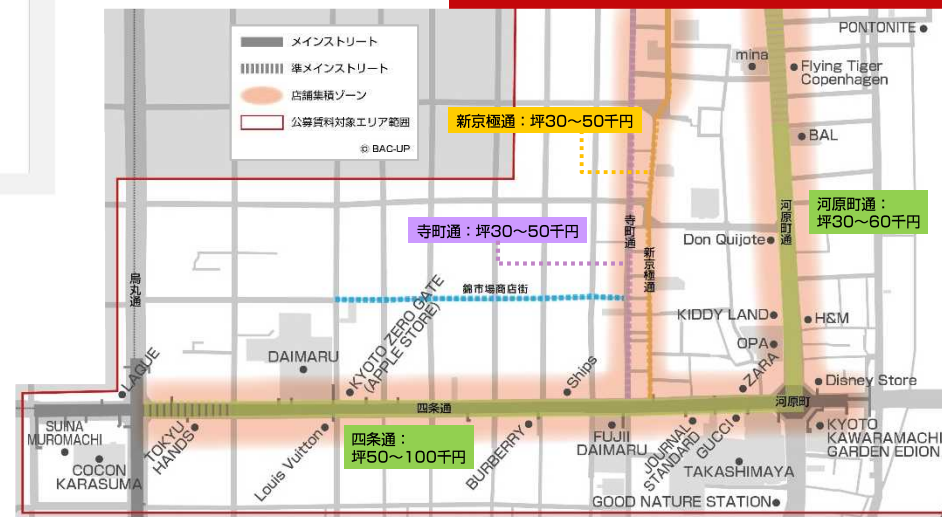 メインストリート
準メインストリート
店舗集積ゾーン
公募賃料対象エリア範囲
© BAC-UP
PONTONITE
mina
Flying Tiger
Copenhagen
新京極通：坪30～50千円
BAL
河原町通：
坪30～60千円
河原町通
寺町通：坪30～50千円
寺町通
新京極通
Don Quijote
烏丸通
錦市場商店街
KYOTO ZERO GATE
(APPLE STORE)
KIDDY LAND
H&M
OPA
DAIMARU
LAQUE
Ships
ZARA
Disney Store
四条通
河原町
SUINA
MUROMACHI
COCON
KARASUMA
TOKYU
HANDS
Louis Vuitton
四条通：
坪50～100千円
BURBERRY
FUJII
DAIMARU
JOURNAL
STANDARD
GUCCI
TAKASHIMAYA
KYOTO
KAWARAMACHI
GARDEN EDION
GOOD NATURE STATION